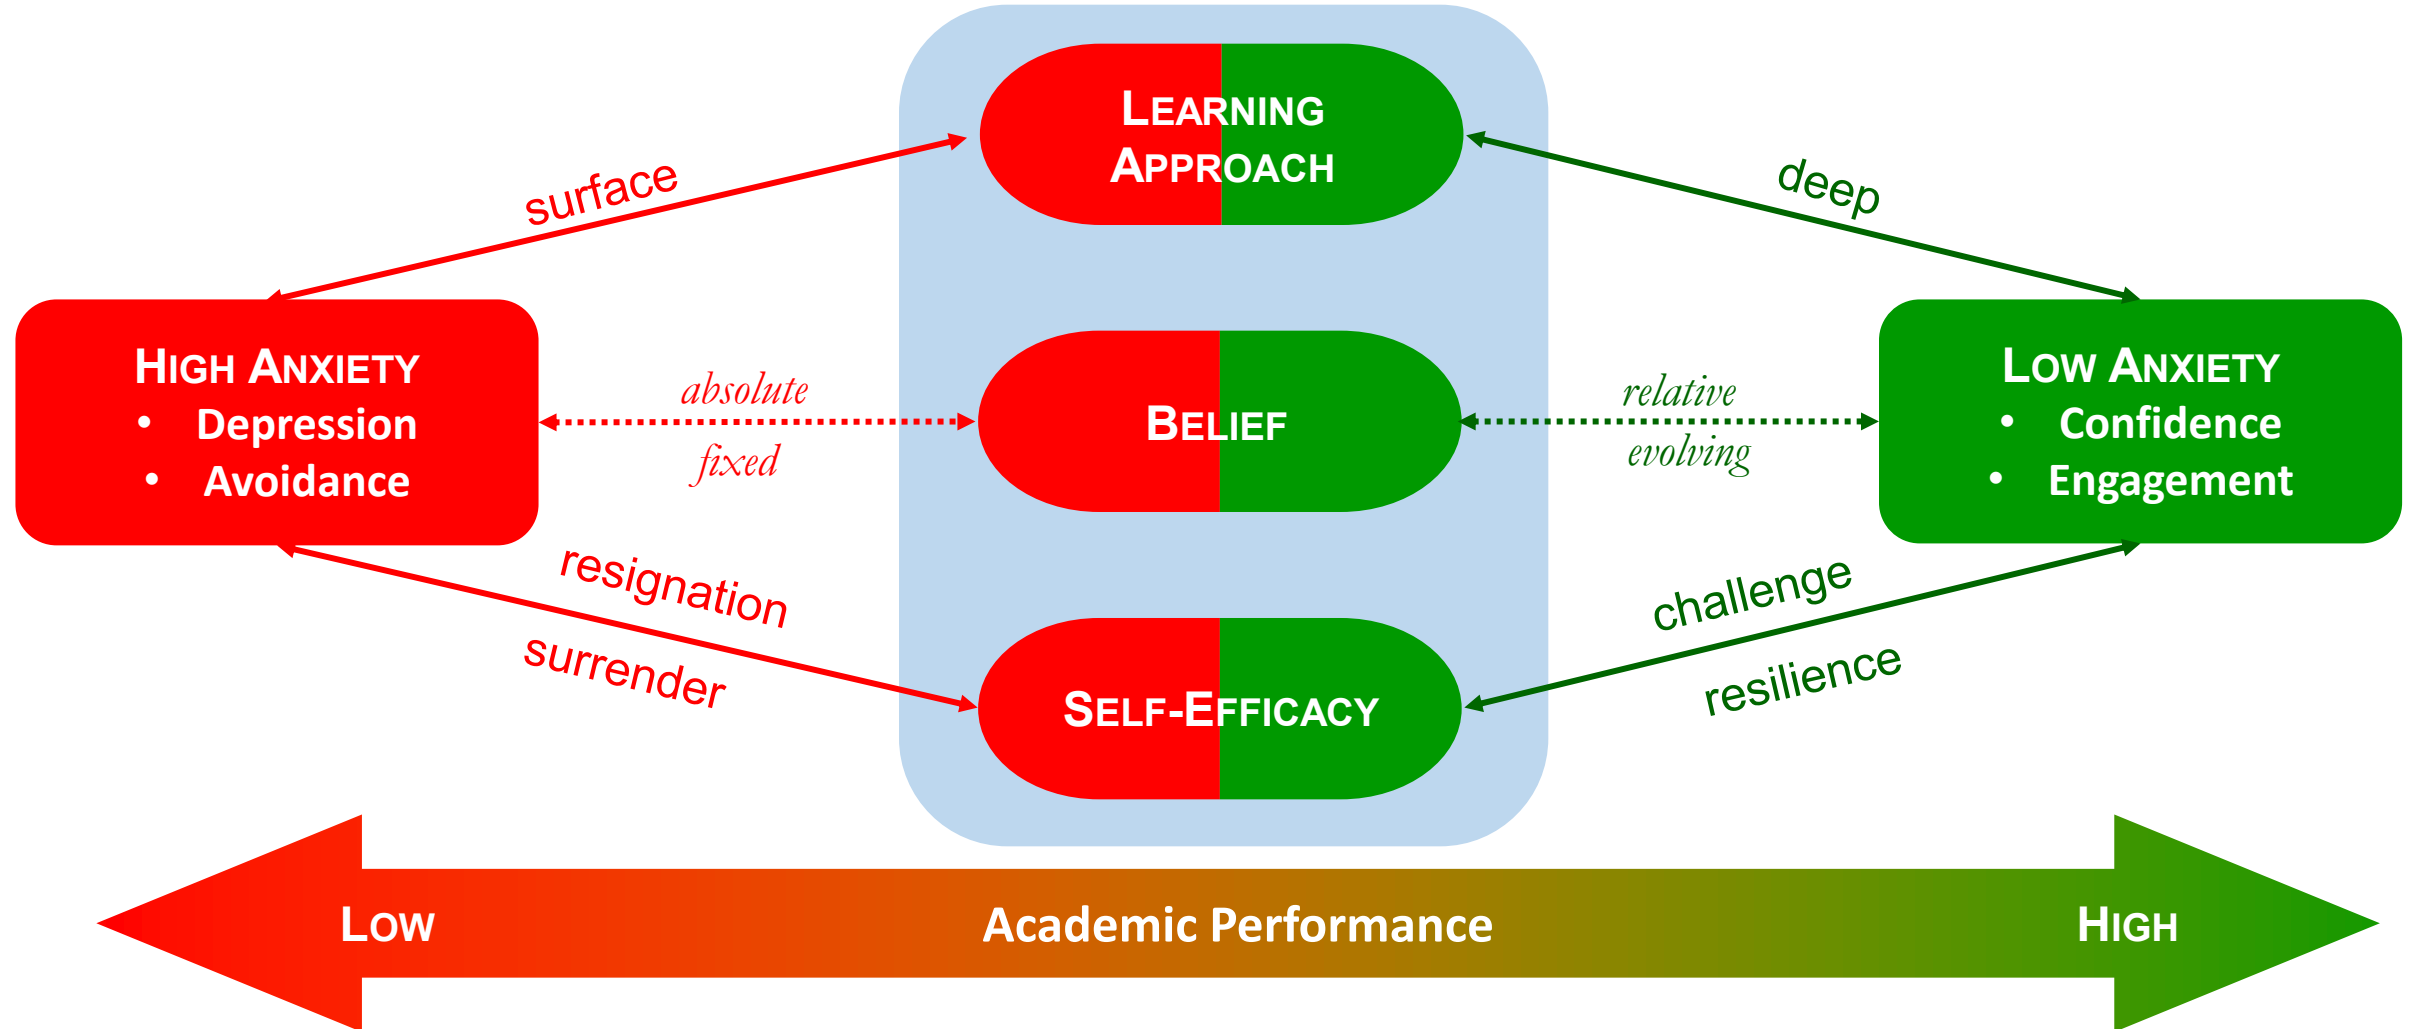 LEARNING
APPROACH
surface
deep
HIGH ANXIETY
• Depression
• Avoidance
absolute
fixed
BELIEF
relative
evolving
LOW ANXIETY
• Confidence
• Engagement
resignation
surrender
SELF-EFFICACY
challenge
resilience
LOW
Academic Performance
HIGH